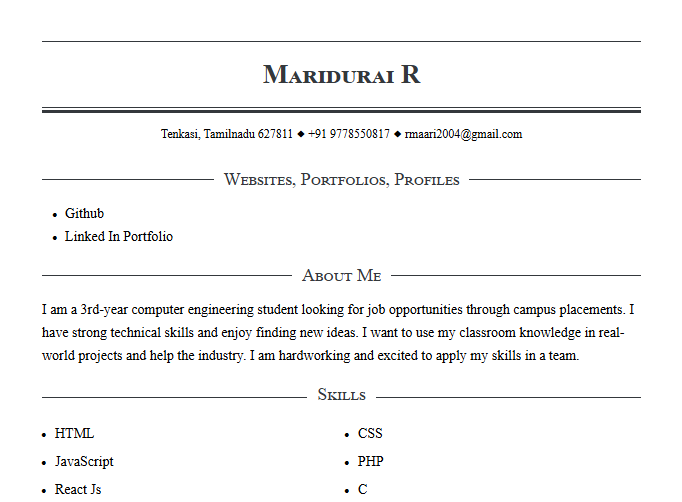 Maridurai R
Tenkasi, Tamilnadu 627811 ◆ +91 9778550817 ◆ rmaari2004@gmail.com
Websites, Portfolios, Profiles
• Github
• Linked In Portfolio
About Me
I am a 3rd-year computer engineering student looking for job opportunities through campus placements. I
have strong technical skills and enjoy finding new ideas. I want to use my classroom knowledge in real-
world projects and help the industry. I am hardworking and excited to apply my skills in a team.
Skills
• HTML
• CSS
• JavaScript
• PHP
• React Js
• C